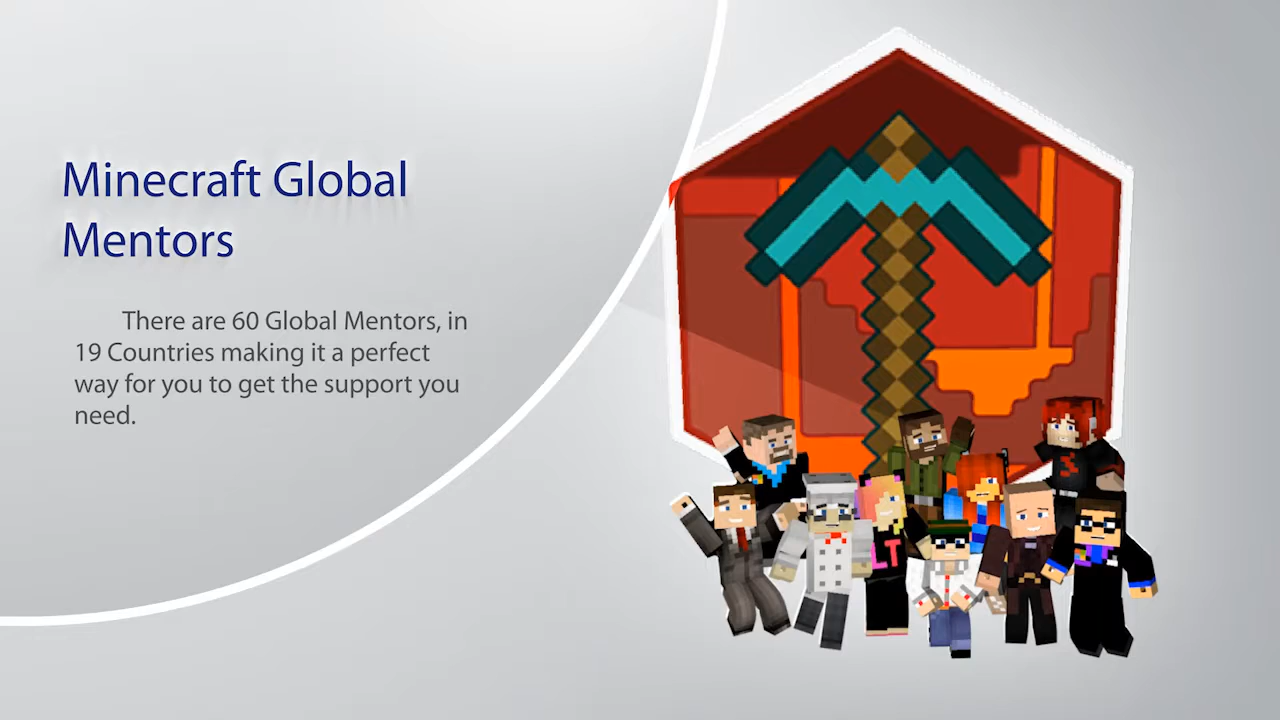 Minecraft Global
Mentors
There are 60 Global Mentors, in
19 Countries making it a perfect
way for you to get the support you
need.
LT